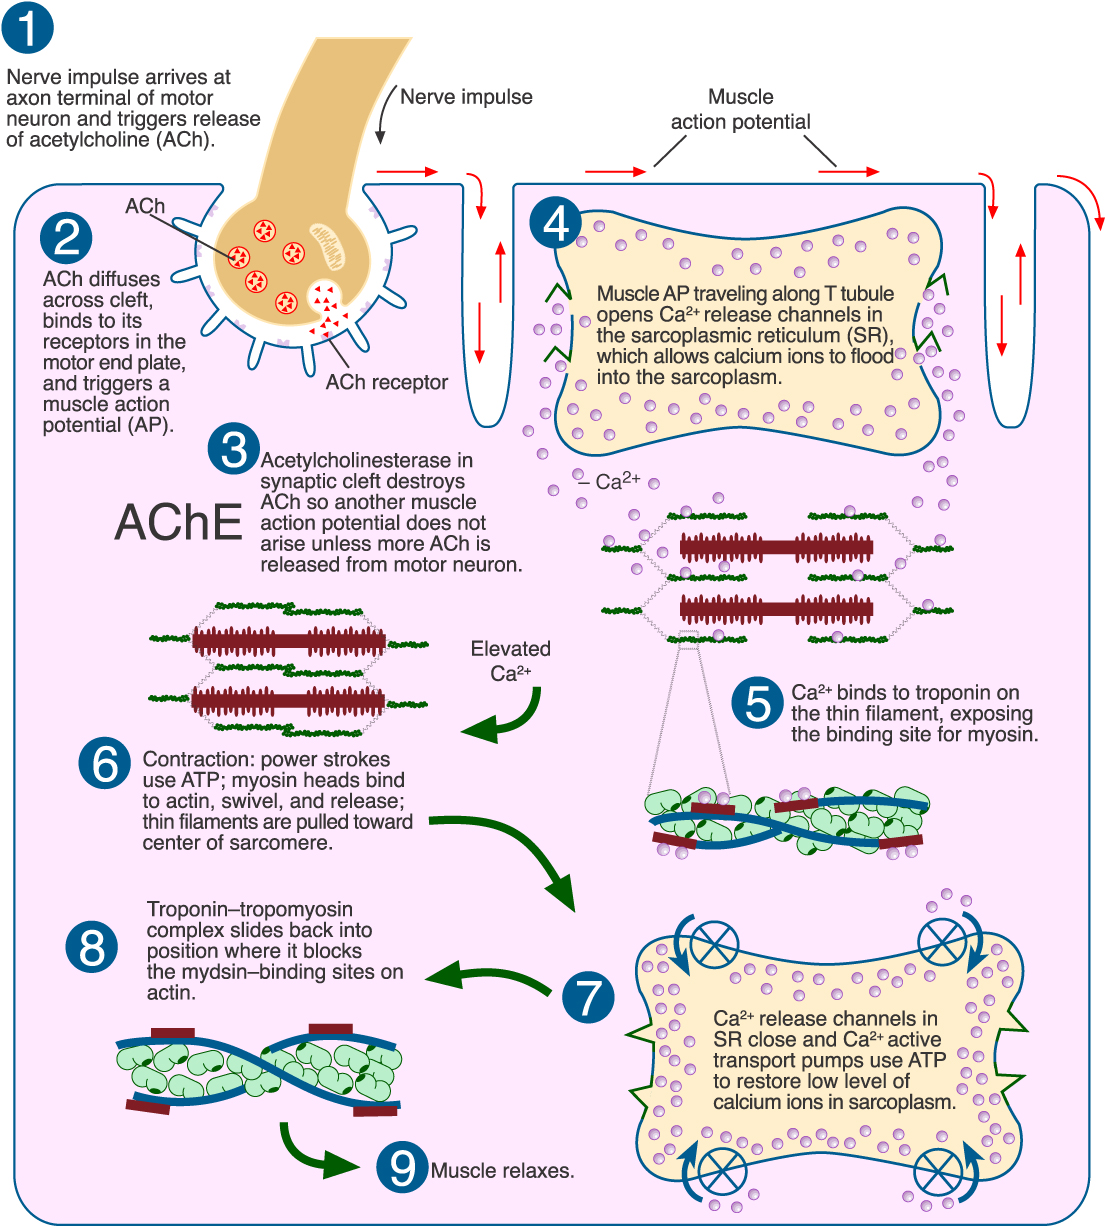 1
Nerve impulse arrives at
axon terminal of motor
neuron and triggers release
of acetylcholine (ACh).
Nerve impulse
Muscle
action potential
ACh
2
ACh diffuses
across cleft,
binds to its
receptors in the
motor end plate,
and triggers a
muscle action
potential (AP).
ACh receptor
4
Muscle AP traveling along T tubule
opens Ca²⁺ release channels in
the sarcoplasmic reticulum (SR),
which allows calcium ions to flood
into the sarcoplasm.
3
Acetylcholinesterase in
synaptic cleft destroys
ACh so another muscle
action potential does not
arise unless more ACh is
released from motor neuron.
AChE
– Ca²⁺
Elevated
Ca²⁺
5
Ca²⁺ binds to troponin on
the thin filament, exposing
the binding site for myosin.
6
Contraction: power strokes
use ATP; myosin heads bind
to actin, swivel, and release;
thin filaments are pulled toward
center of sarcomere.
8
Troponin–tropomyosin
complex slides back into
position where it blocks
the mydsin–binding sites on
actin.
7
Ca²⁺ release channels in
SR close and Ca²⁺ active
transport pumps use ATP
to restore low level of
calcium ions in sarcoplasm.
9
Muscle relaxes.